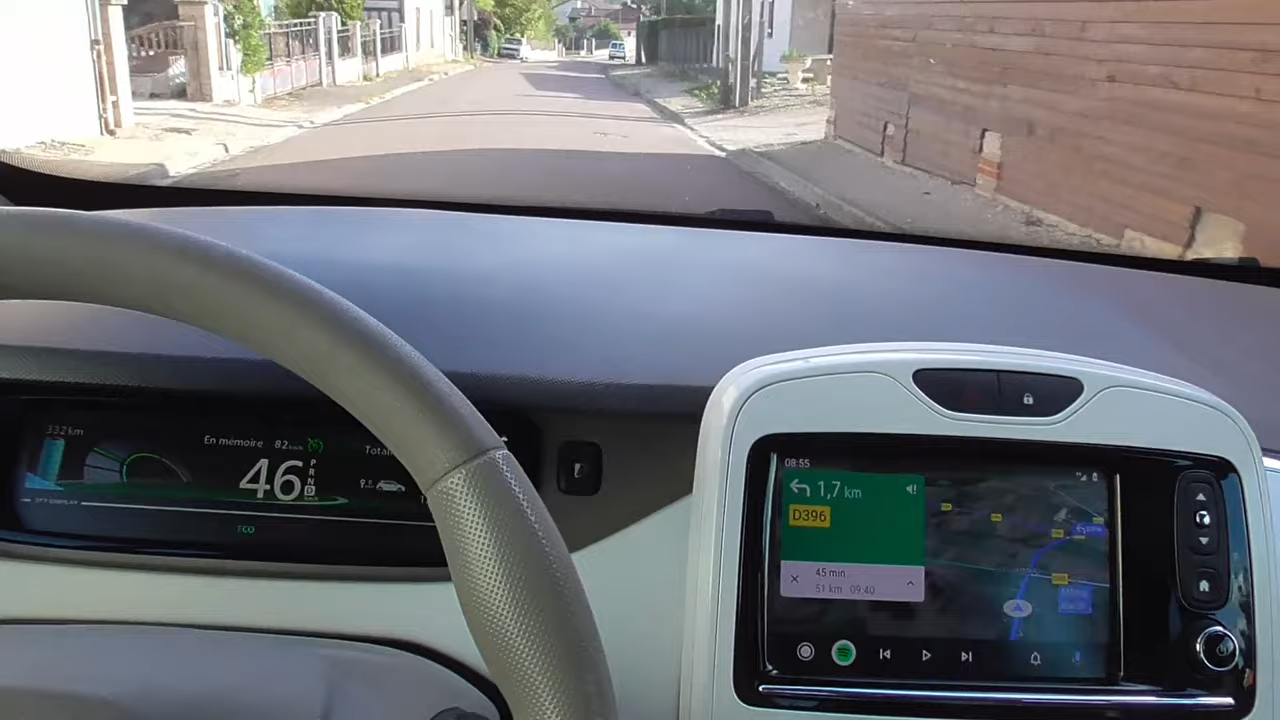 332 km
En mémoire 82 km/h
Total
46
P
R
N
D
km/h
ECO
08:55
1,7 km
D396
45 min
51 km 09:40